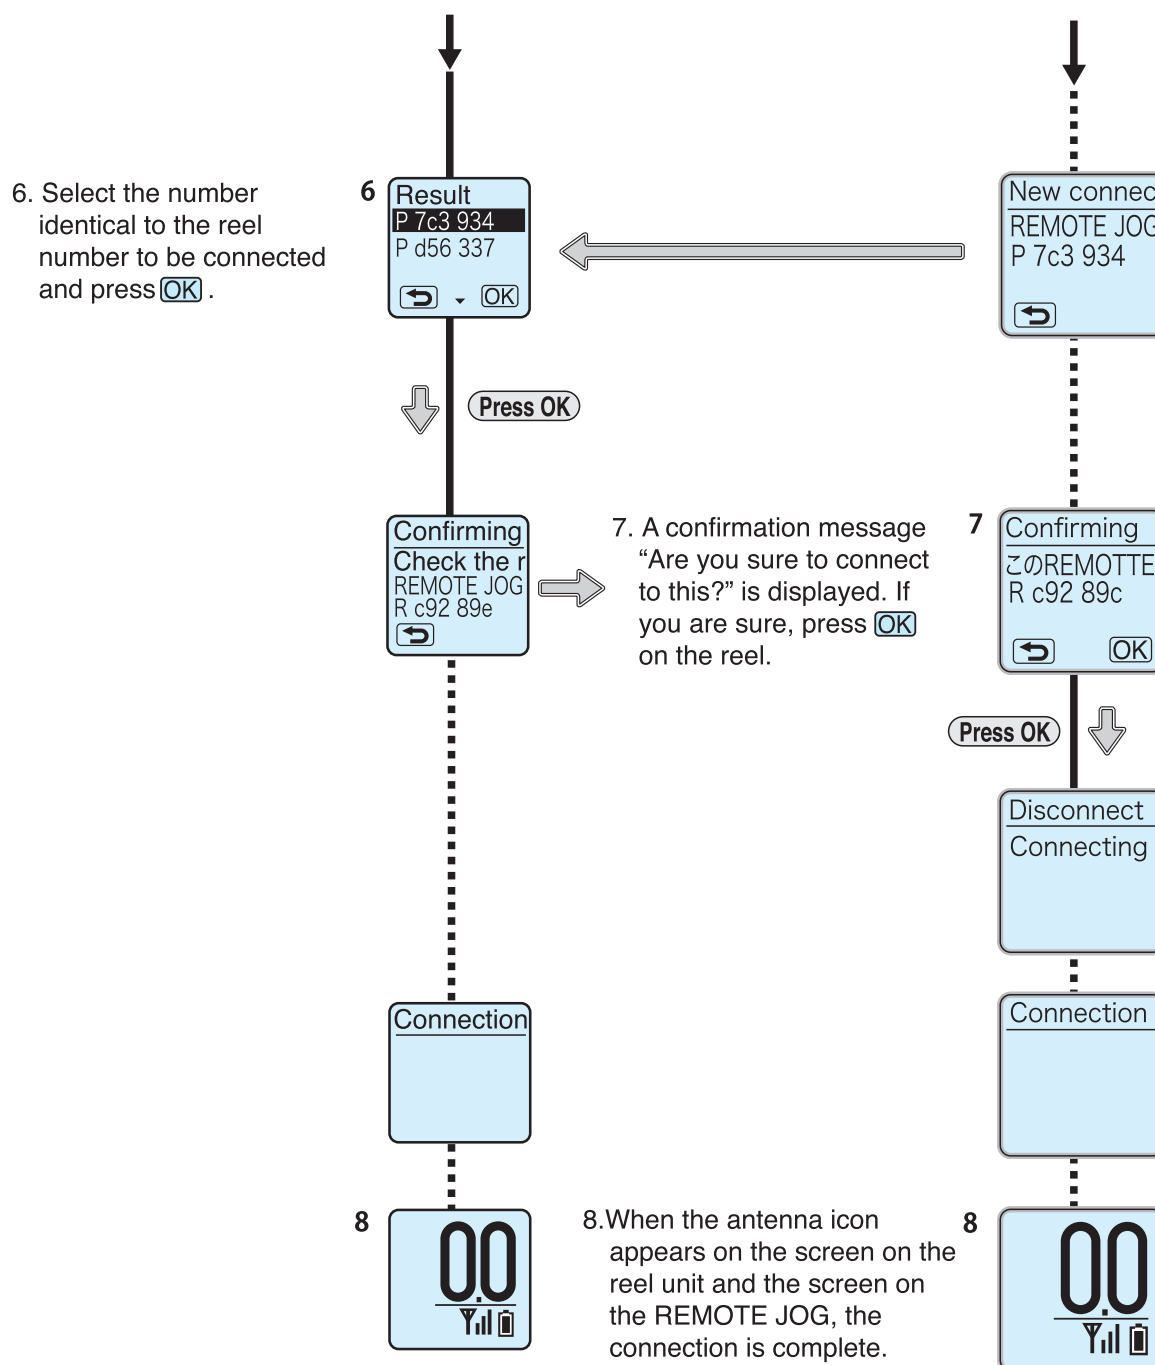 6. Select the number
identical to the reel
number to be connected
and press OK .
6
Result
P 7c3 934
P d56 337
OK
New connec
REMOTE JOG
P 7c3 934
Press OK
Confirming
Check the r
REMOTE JOG
R c92 89e
7. A confirmation message
“Are you sure to connect
to this?” is displayed. If
you are sure, press OK
on the reel.
7
Confirming
このREMOTTE
R c92 89c
OK
Press OK
Disconnect
Connecting
Connection
Connection
8
0.0
8.When the antenna icon
appears on the screen on the
reel unit and the screen on
the REMOTE JOG, the
connection is complete.
8
0.0